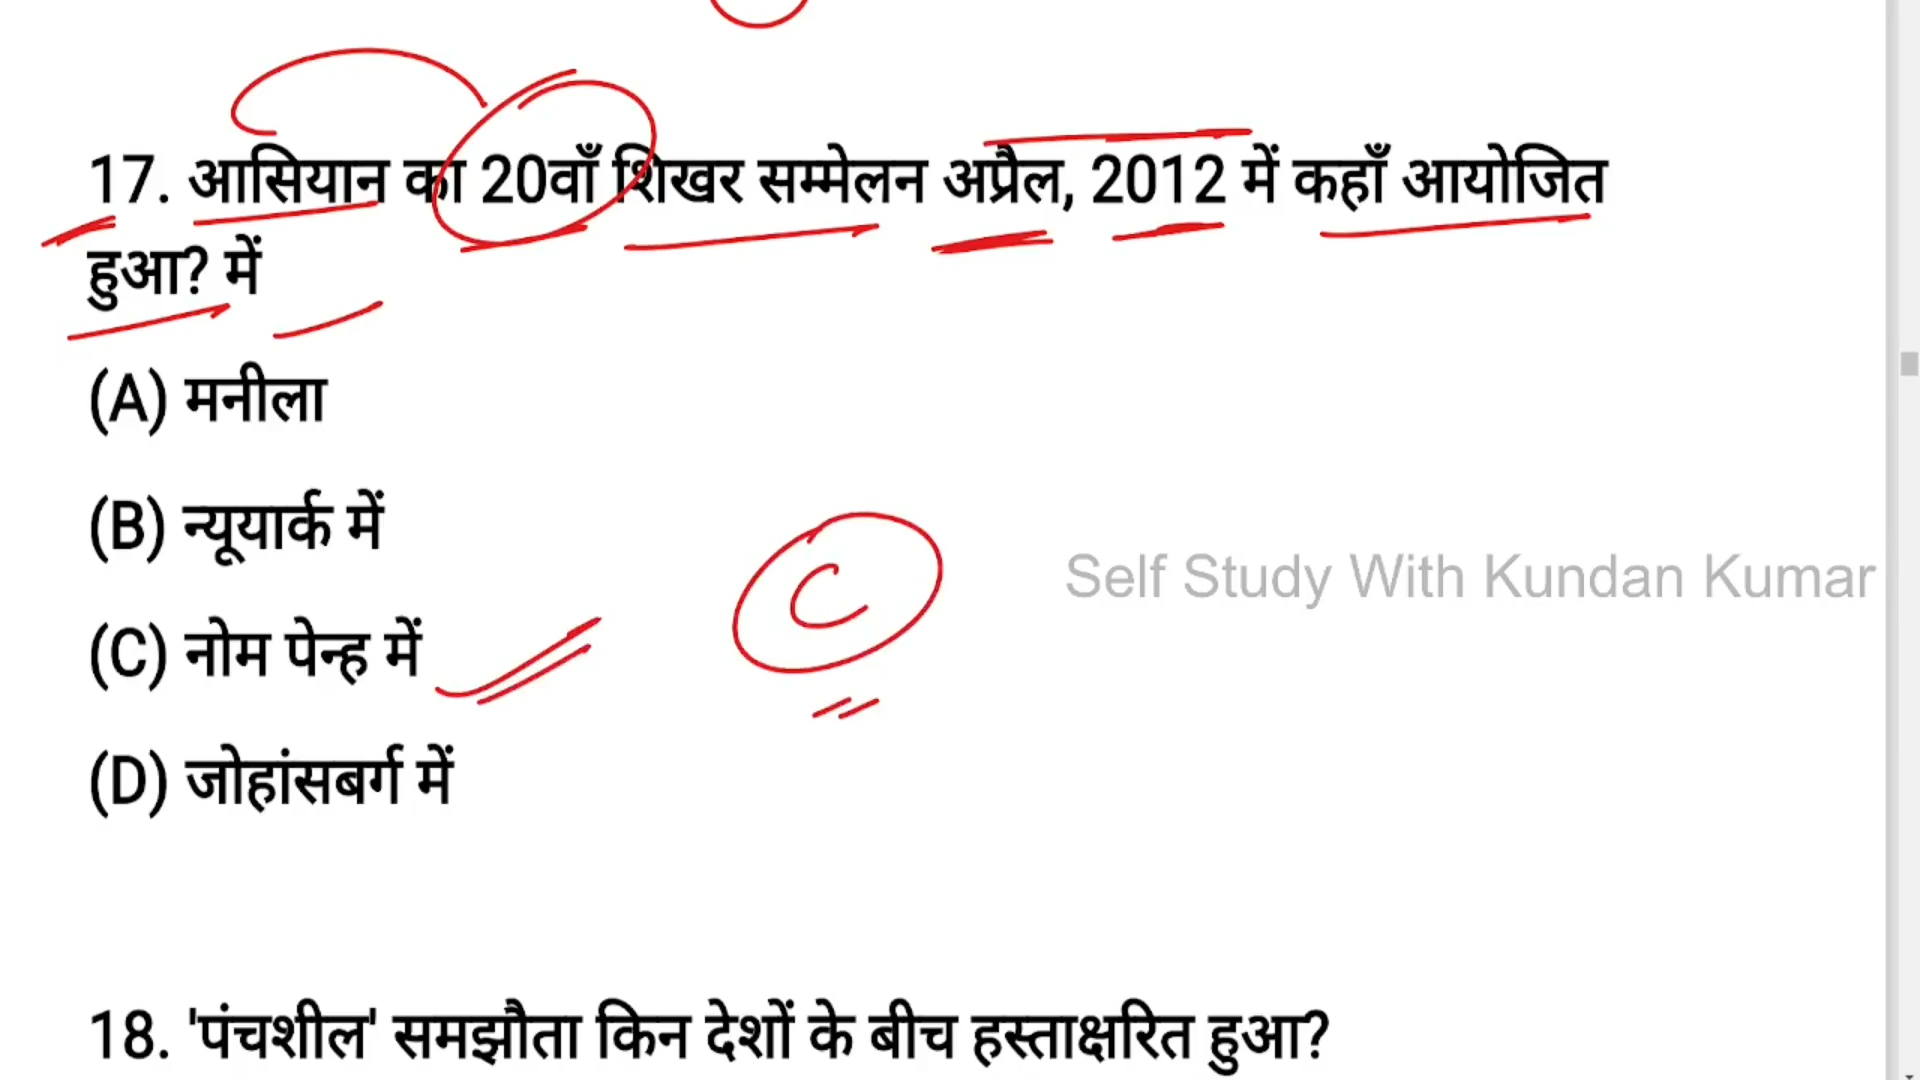 17. आसियान का 20वाँ शिखर सम्मेलन अप्रैल, 2012 में कहाँ आयोजित
हुआ? में
(A) मनीला
(B) न्यूयार्क में
C
Self Study With Kundan Kumar
(C) नोम पेन्ह में
(D) जोहांसबर्ग में
18. 'पंचशील' समझौता किन देशों के बीच हस्ताक्षरित हुआ?